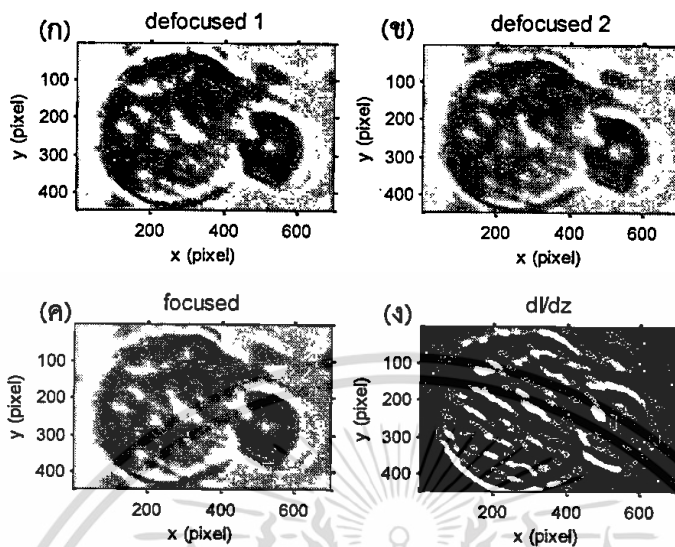 (ก) defocused 1
100
200
300
400
y (pixel)
200 400 600
x (pixel)
(ข) defocused 2
100
200
300
400
y (pixel)
200 400 600
x (pixel)
(ค) focused
100
200
300
400
y (pixel)
200 400 600
x (pixel)
(ง) dI/dz
100
200
300
400
y (pixel)
200 400 600
x (pixel)